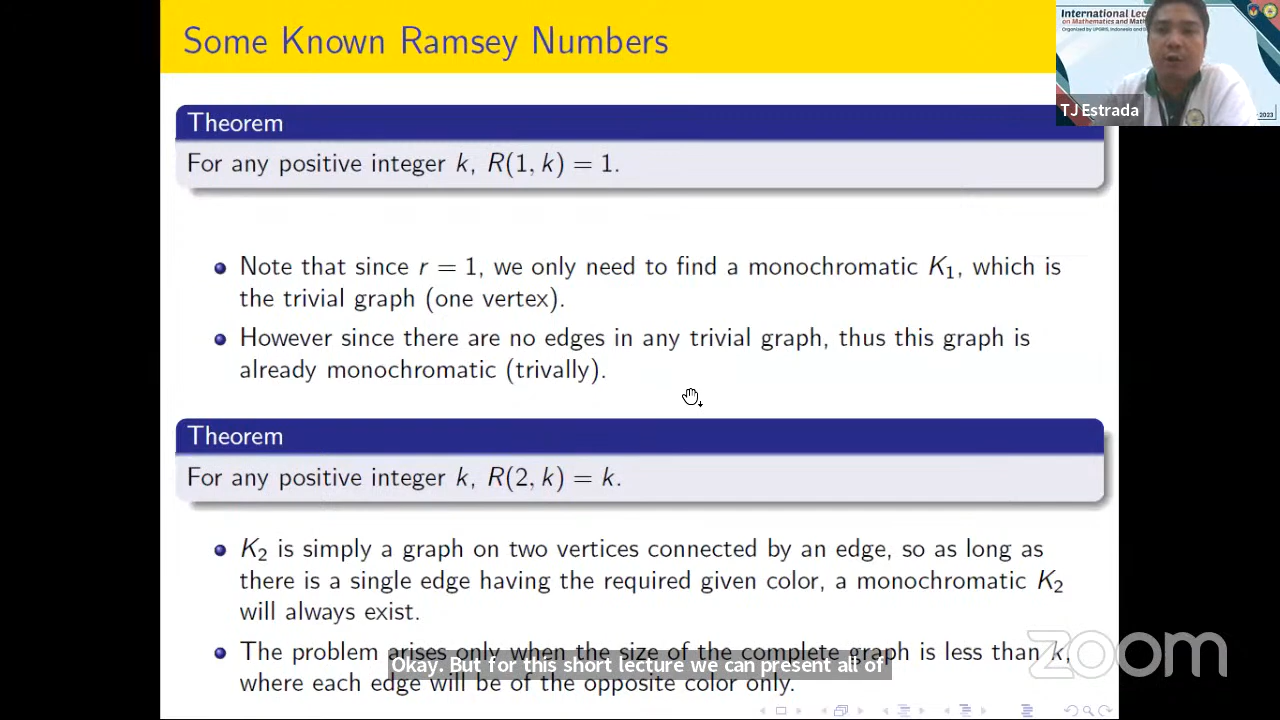 Some Known Ramsey Numbers
International Lec
on Mathematics and Math
TJ Estrada
2023
Theorem
For any positive integer k, R(1, k) = 1.
Note that since r = 1, we only need to find a monochromatic K₁, which is
the trivial graph (one vertex).
However since there are no edges in any trivial graph, thus this graph is
already monochromatic (trivally).
Theorem
For any positive integer k, R(2, k) = k.
K₂ is simply a graph on two vertices connected by an edge, so as long as
there is a single edge having the required given color, a monochromatic K₂
will always exist.
The problem arises only when the size of the complete graph is less than k,
Okay. But for this short lecture we can present all of
where each edge will be of the opposite color only.
zoom